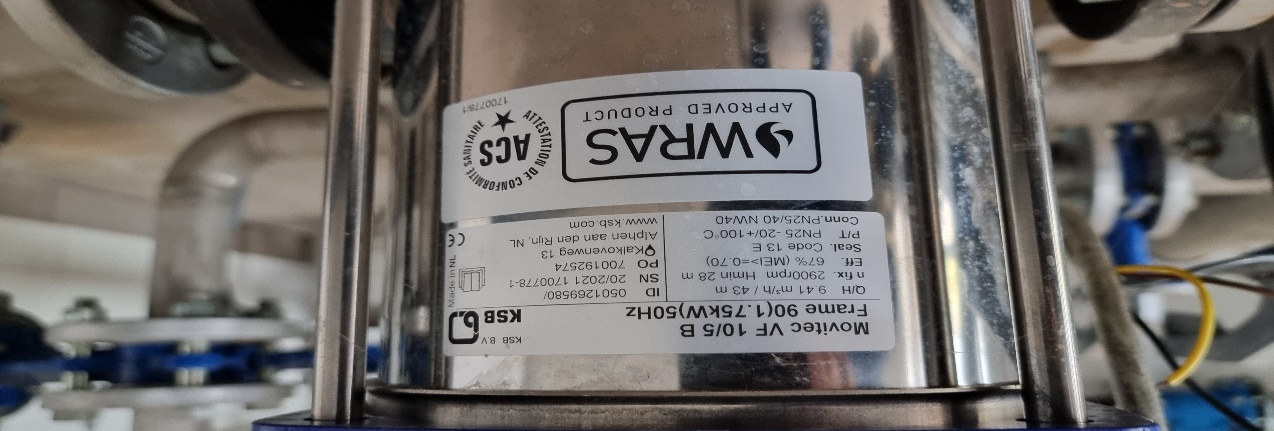 Movitec VF 10/5 B
Frame 90(1.75kW)50Hz
KSB B.V
KSB
Q/H 9.41 m³/h / 43 m
n fix. 2900rpm Hmin 28 m
Eff. 67% (MEI>=0.70)
Seal. Code 13 E
P/T PN25 -20/+100°C
Conn.PN25/40 NW40
ID 0501269580/
SN 20/2021 1700778-1
PO 700192574
Kalkovenweg 13
Alphen aan den Rijn, NL
www.ksb.com
Made in NL
CE
WRAS
APPROVED PRODUCT
ATTESTATION DE CONFORMITE SANITAIRE
ACS
1700778/1